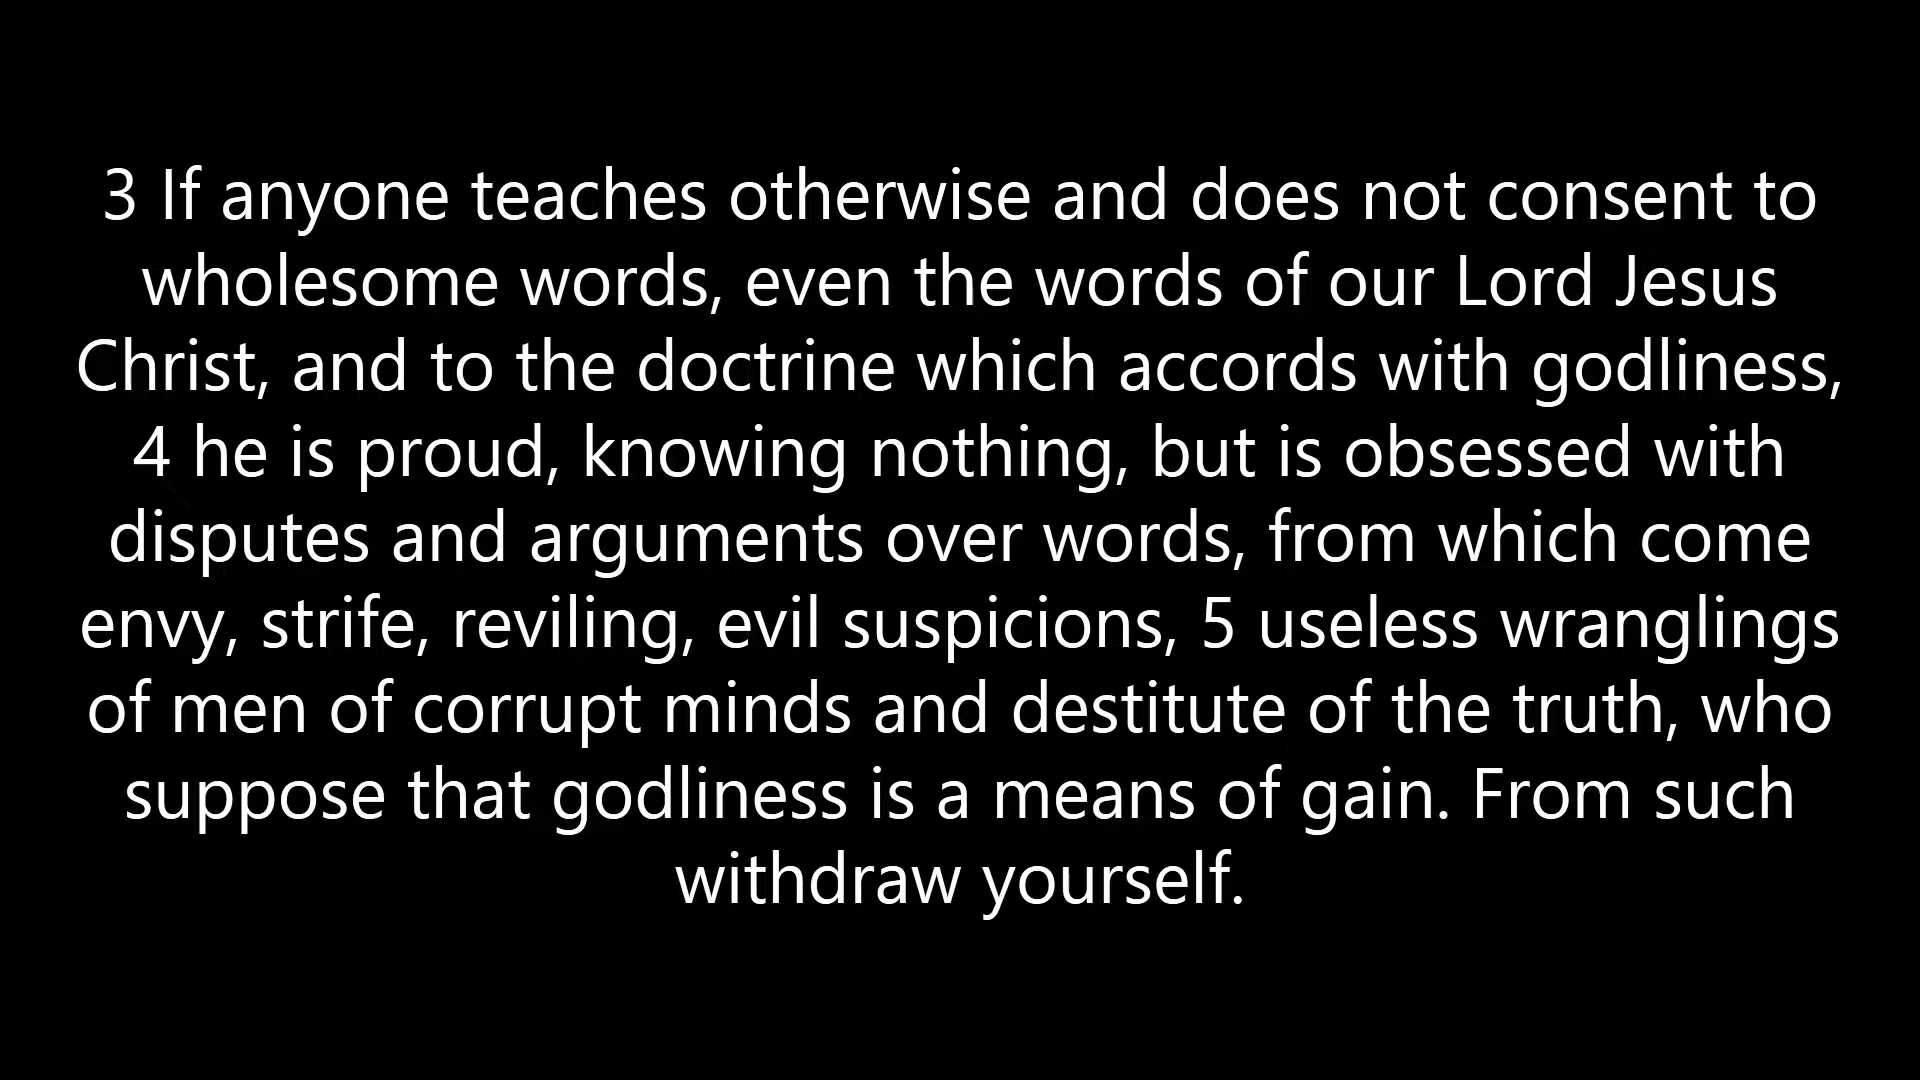 3 If anyone teaches otherwise and does not consent to
wholesome words, even the words of our Lord Jesus
Christ, and to the doctrine which accords with godliness,
4 he is proud, knowing nothing, but is obsessed with
disputes and arguments over words, from which come
envy, strife, reviling, evil suspicions, 5 useless wranglings
of men of corrupt minds and destitute of the truth, who
suppose that godliness is a means of gain. From such
withdraw yourself.